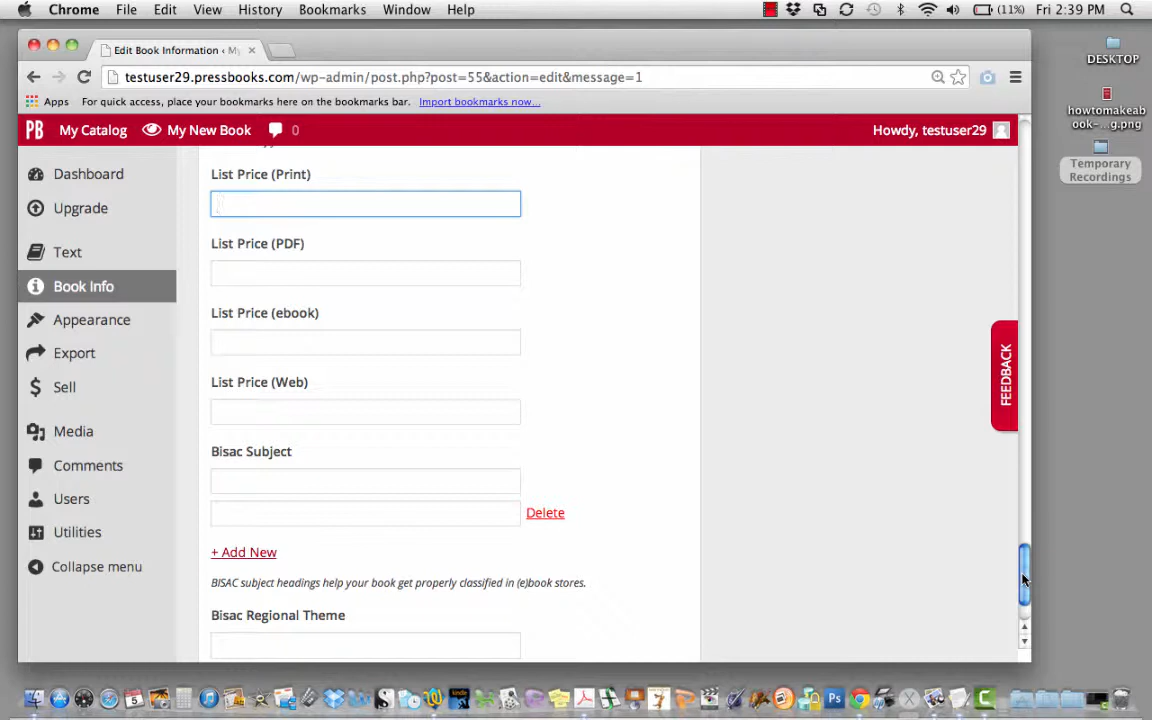 Chrome File Edit View History Bookmarks Window Help (11%) Fri 2:39 PM
Edit Book Information ‹ My
testuser29.pressbooks.com/wp-admin/post.php?post=55&action=edit&message=1
Apps For quick access, place your bookmarks here on the bookmarks bar. Import bookmarks now...
PB My Catalog My New Book 0 Howdy, testuser29
DESKTOP
howtomakeab
ook-...g.png
Temporary
Recordings
Dashboard
Upgrade
Text
Book Info
Appearance
Export
Sell
Media
Comments
Users
Utilities
Collapse menu
List Price (Print)
List Price (PDF)
List Price (ebook)
List Price (Web)
Bisac Subject
Delete
+ Add New
BISAC subject headings help your book get properly classified in (e)book stores.
Bisac Regional Theme
FEEDBACK